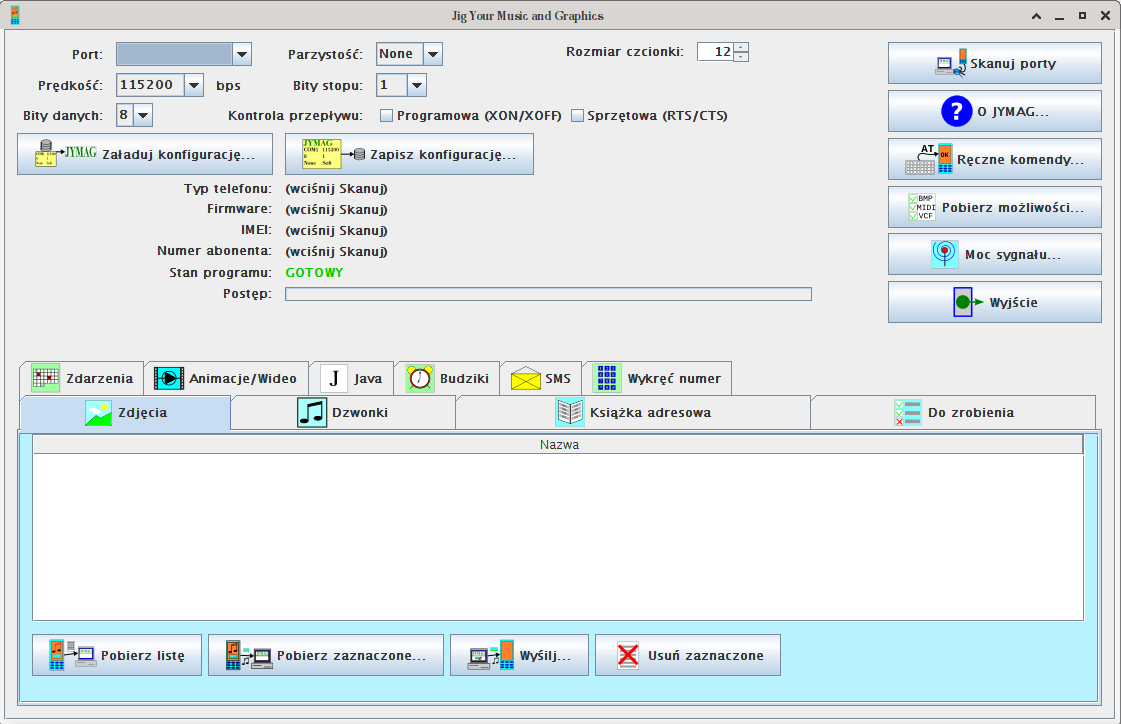 Jig Your Music and Graphics
Port:
Parzystość: None
Rozmiar czcionki: 12
Skanuj porty
Prędkość: 115200 bps
Bity stopu: 1
Bity danych: 8
Kontrola przepływu: Programowa (XON/XOFF) Sprzętowa (RTS/CTS)
O JYMAG...
JYMAG Załaduj konfigurację...
JYMAG
COM1 115200
8 1
None Soft
Zapisz konfigurację...
AT
OK
Ręczne komendy...
Typ telefonu: (wciśnij Skanuj)
Firmware: (wciśnij Skanuj)
BMP
MIDI
VCF
Pobierz możliwości...
IMEI: (wciśnij Skanuj)
Numer abonenta: (wciśnij Skanuj)
Moc sygnału...
Stan programu: GOTOWY
Postęp:
Wyjście
Zdarzenia Animacje/Wideo J Java Budziki SMS Wykręć numer
Zdjęcia Dzwonki Książka adresowa Do zrobienia
Nazwa
Pobierz listę Pobierz zaznaczone... Wyślij... Usuń zaznaczone